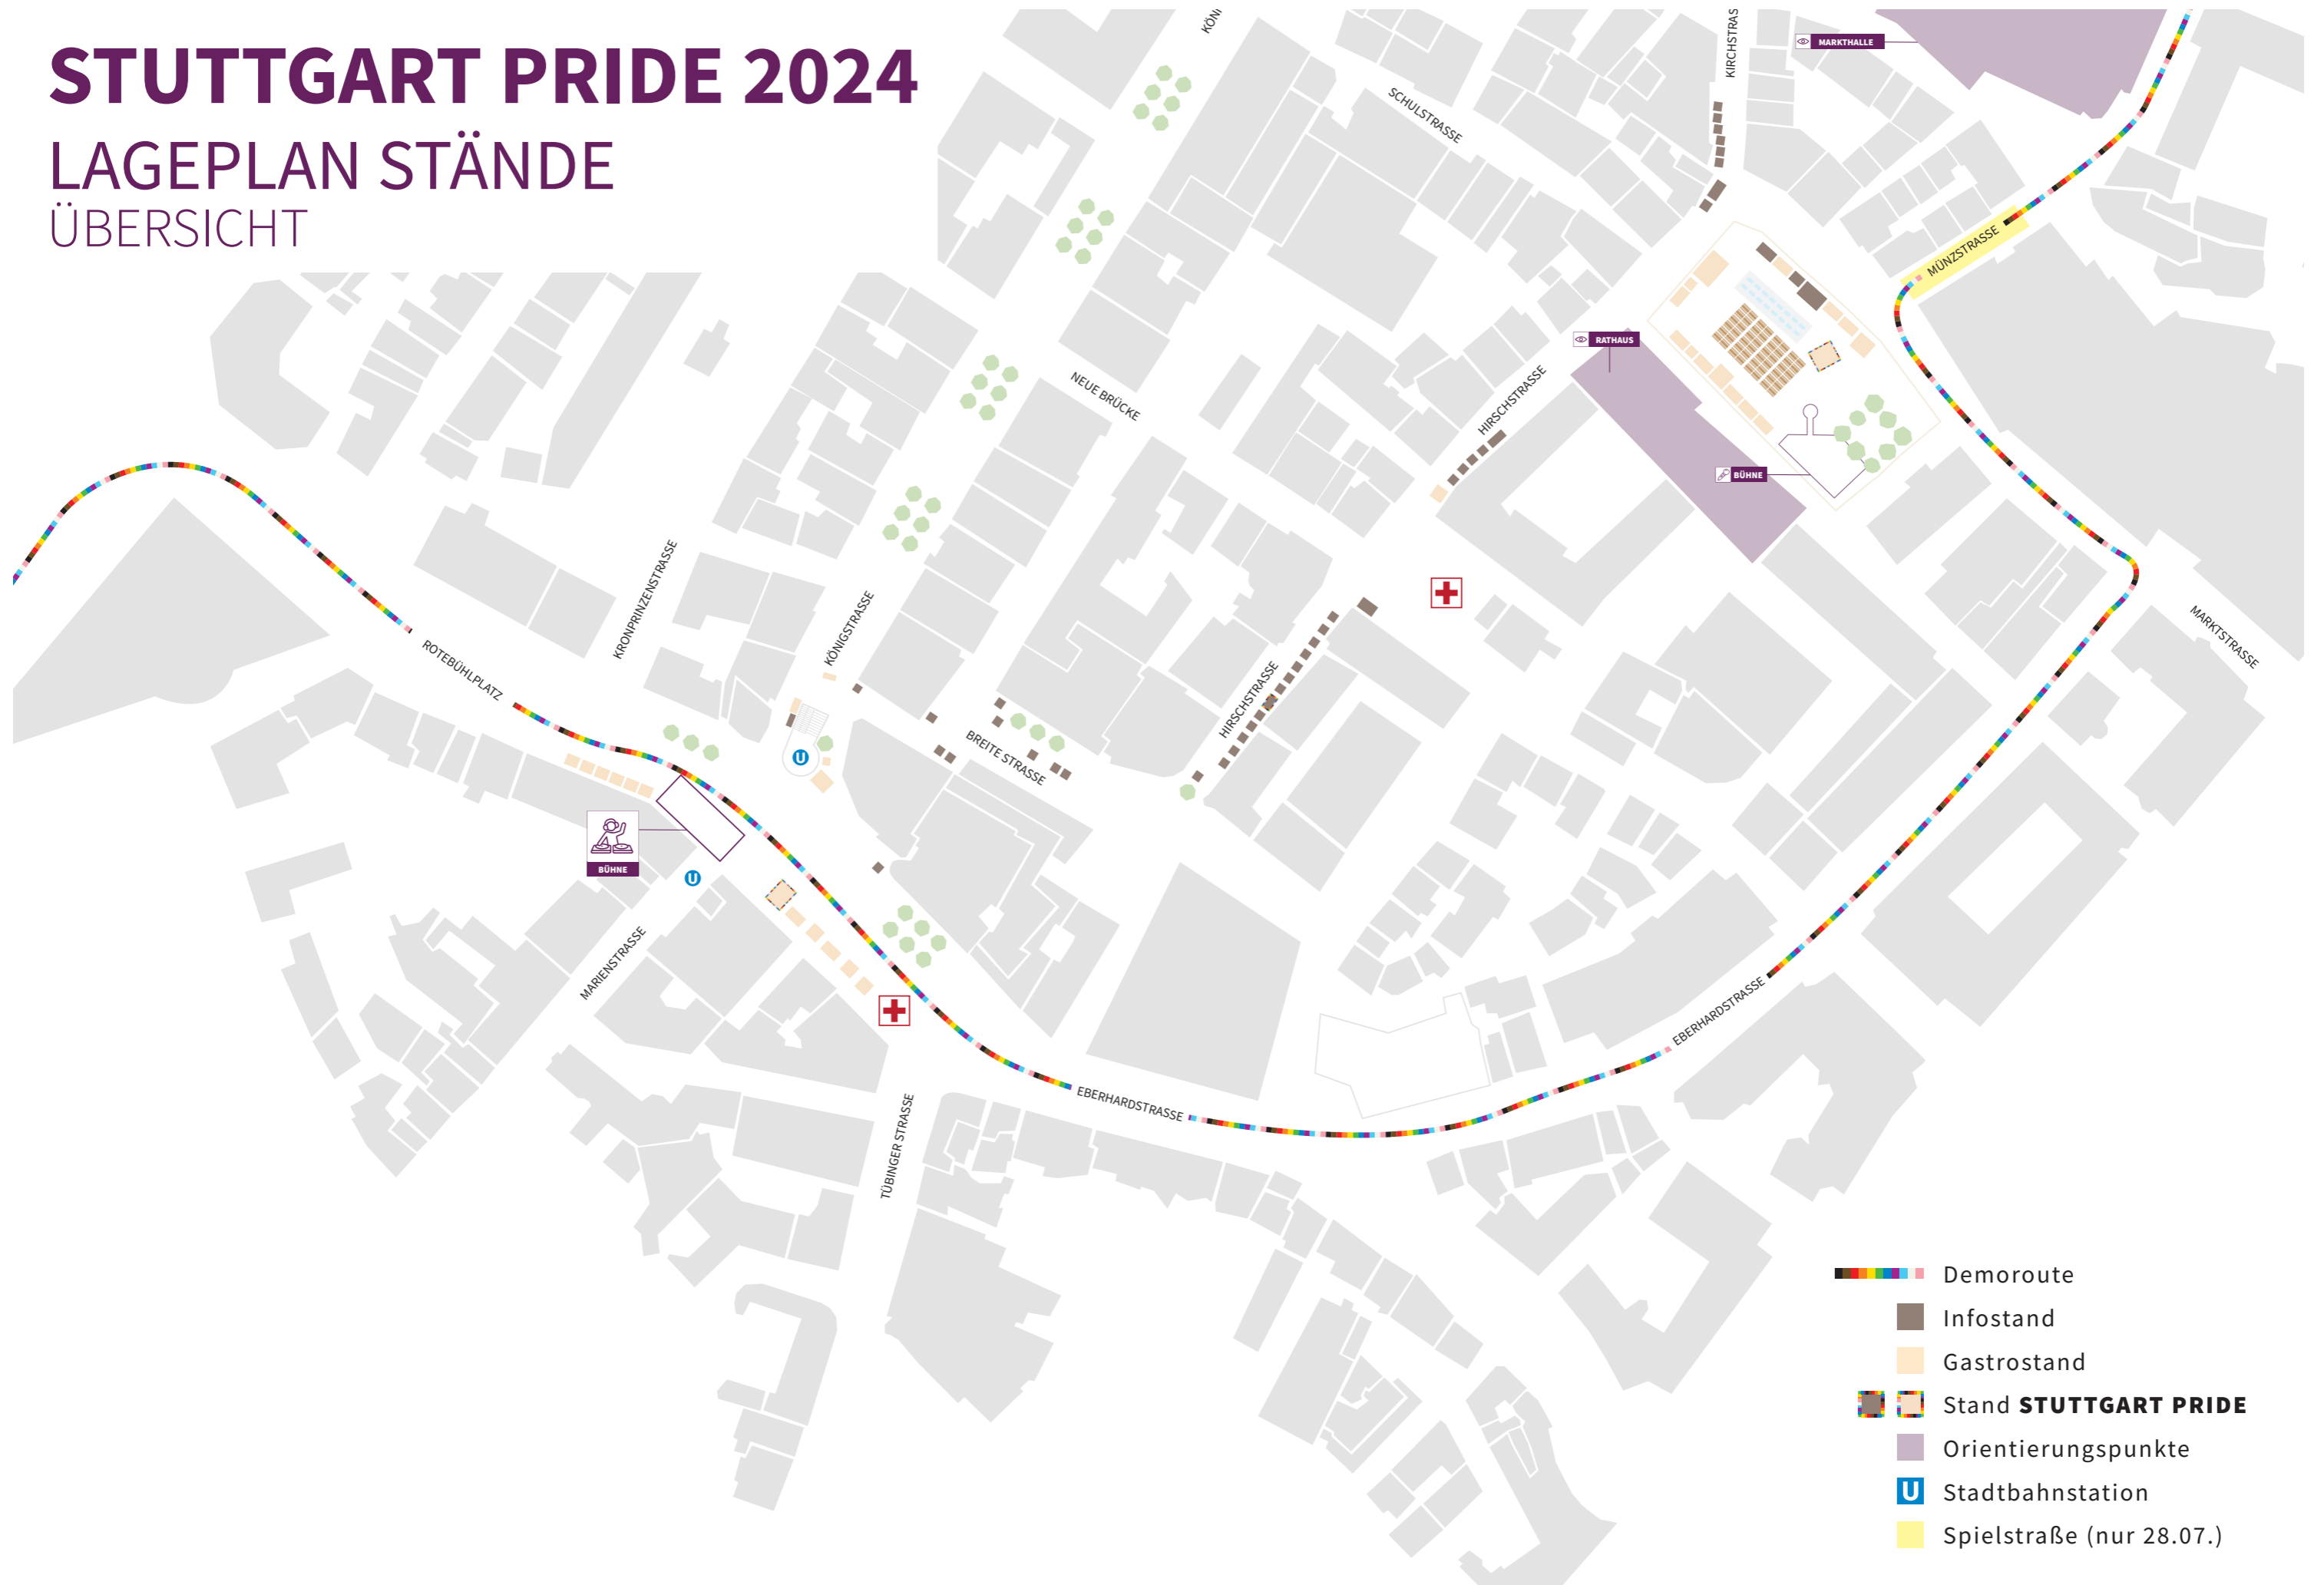 STUTTGART PRIDE 2024
LAGEPLAN STÄNDE
ÜBERSICHT
KÖNI
KIRCHSTRAS
MARKTHALLE
SCHULSTRASSE
MÜNZSTRASSE
RATHAUS
NEUE BRÜCKE
HIRSCHSTRASSE
BÜHNE
KRONPRINZENSTRASSE
KÖNIGSTRASSE
MARKTSTRASSE
ROTEBÜHLPLATZ
HIRSCHSTRASSE
BREITE STRASSE
U
BÜHNE
U
MARIENSTRASSE
EBERHARDSTRASSE
EBERHARDSTRASSE
TÜBINGER STRASSE
Demoroute
Infostand
Gastrostand
Stand STUTTGART PRIDE
Orientierungspunkte
U Stadtbahnstation
Spielstraße (nur 28.07.)